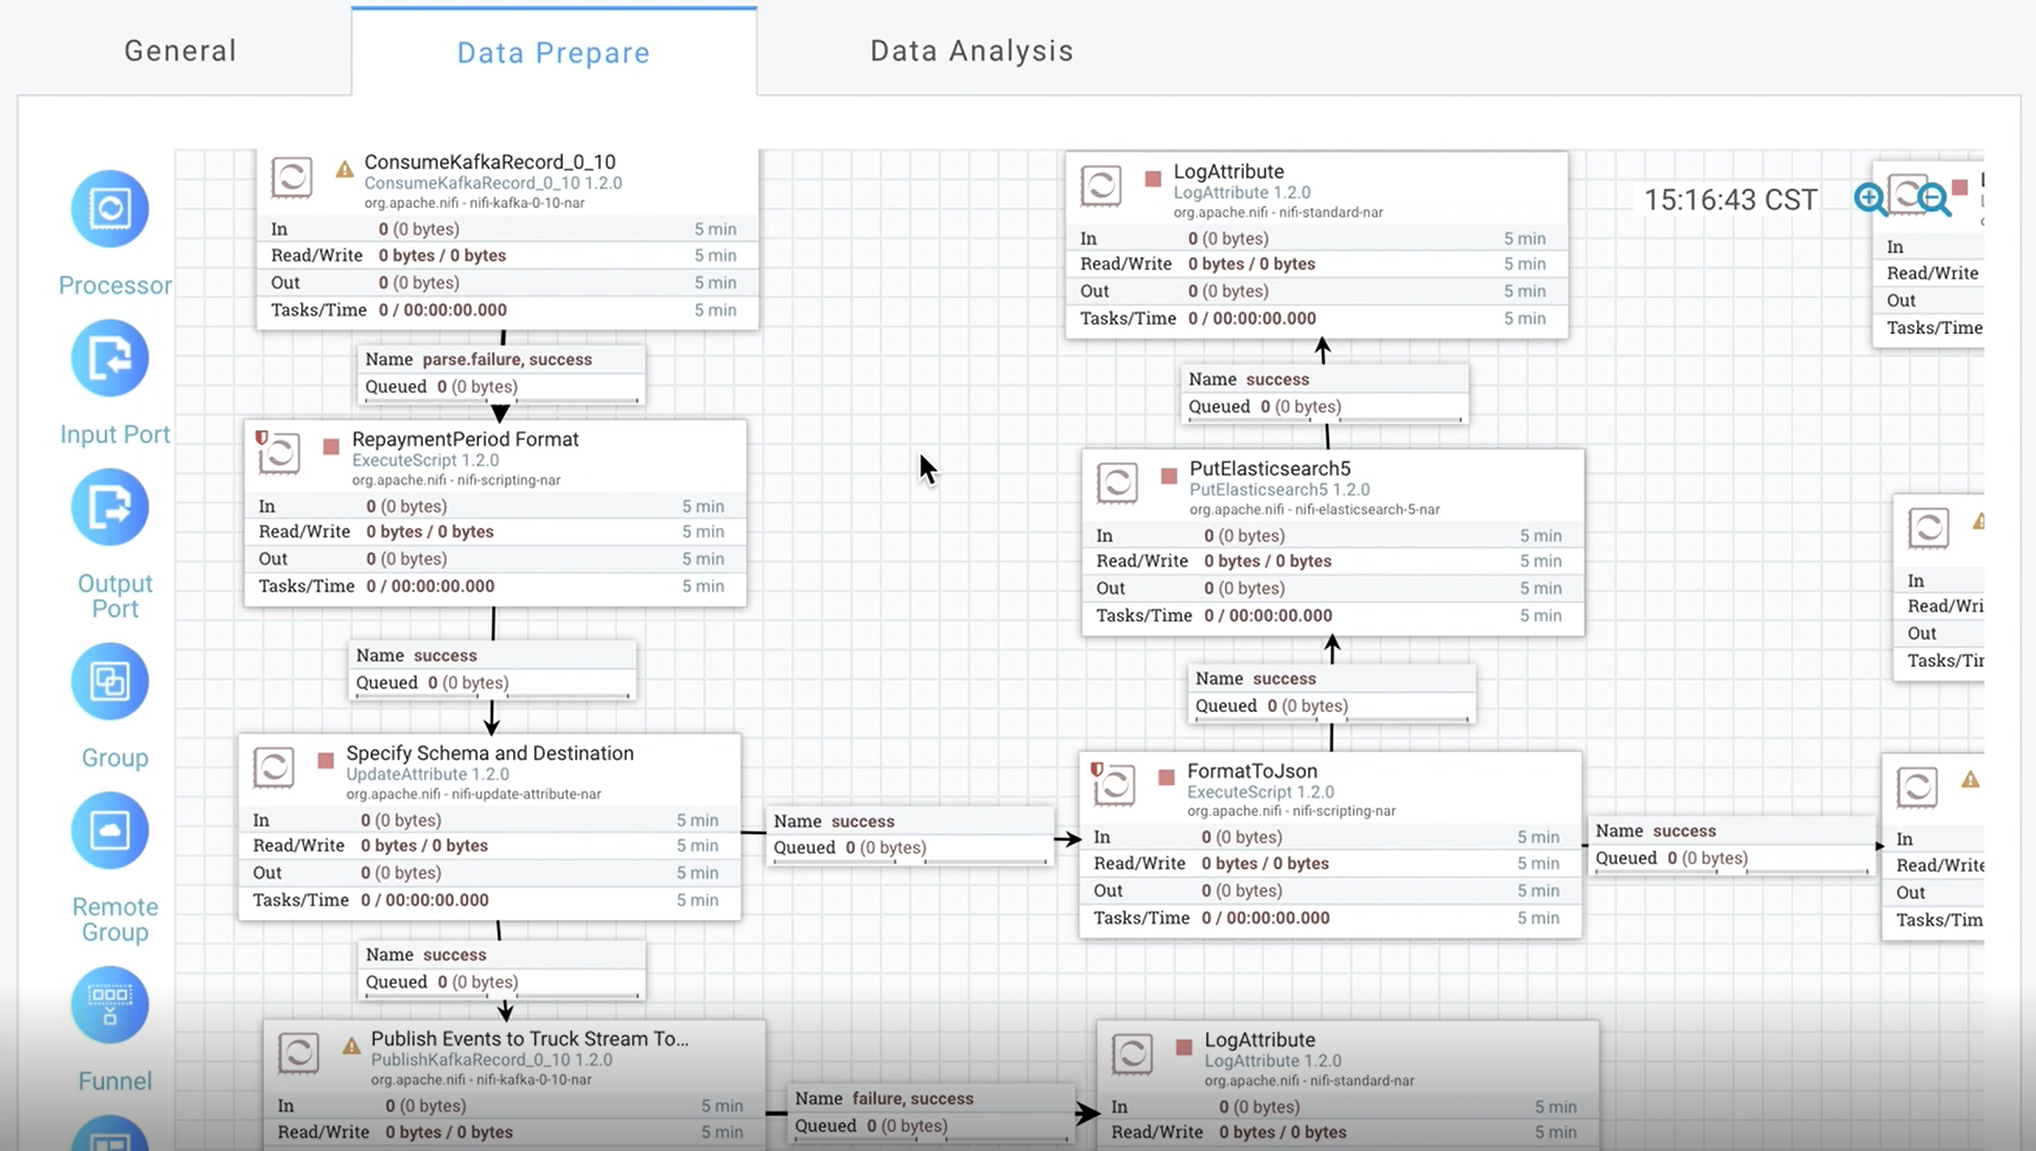 General
Data Prepare
Data Analysis
Processor
Input Port
Output
Port
Group
Remote
Group
Funnel
ConsumeKafkaRecord_0_10
ConsumeKafkaRecord_0_10 1.2.0
org.apache.nifi - nifi-kafka-0-10-nar
In 0 (0 bytes) 5 min
Read/Write 0 bytes / 0 bytes 5 min
Out 0 (0 bytes) 5 min
Tasks/Time 0 / 00:00:00.000 5 min
Name parse.failure, success
Queued 0 (0 bytes)
RepaymentPeriod Format
ExecuteScript 1.2.0
org.apache.nifi - nifi-scripting-nar
In 0 (0 bytes) 5 min
Read/Write 0 bytes / 0 bytes 5 min
Out 0 (0 bytes) 5 min
Tasks/Time 0 / 00:00:00.000 5 min
Name success
Queued 0 (0 bytes)
Specify Schema and Destination
UpdateAttribute 1.2.0
org.apache.nifi - nifi-update-attribute-nar
In 0 (0 bytes) 5 min
Read/Write 0 bytes / 0 bytes 5 min
Out 0 (0 bytes) 5 min
Tasks/Time 0 / 00:00:00.000 5 min
Name success
Queued 0 (0 bytes)
Publish Events to Truck Stream To...
PublishKafkaRecord_0_10 1.2.0
org.apache.nifi - nifi-kafka-0-10-nar
In 0 (0 bytes) 5 min
Read/Write 0 bytes / 0 bytes 5 min
Name success
Queued 0 (0 bytes)
Name failure, success
Queued 0 (0 bytes)
LogAttribute
LogAttribute 1.2.0
org.apache.nifi - nifi-standard-nar
In 0 (0 bytes) 5 min
Read/Write 0 bytes / 0 bytes 5 min
Out 0 (0 bytes) 5 min
Tasks/Time 0 / 00:00:00.000 5 min
Name success
Queued 0 (0 bytes)
PutElasticsearch5
PutElasticsearch5 1.2.0
org.apache.nifi - nifi-elasticsearch-5-nar
In 0 (0 bytes) 5 min
Read/Write 0 bytes / 0 bytes 5 min
Out 0 (0 bytes) 5 min
Tasks/Time 0 / 00:00:00.000 5 min
Name success
Queued 0 (0 bytes)
FormatToJson
ExecuteScript 1.2.0
org.apache.nifi - nifi-scripting-nar
In 0 (0 bytes) 5 min
Read/Write 0 bytes / 0 bytes 5 min
Out 0 (0 bytes) 5 min
Tasks/Time 0 / 00:00:00.000 5 min
LogAttribute
LogAttribute 1.2.0
org.apache.nifi - nifi-standard-nar
In 0 (0 bytes) 5 min
Read/Write 0 bytes / 0 bytes 5 min
Name success
Queued 0 (0 bytes)
15:16:43 CST
In
Read/Write
Out
Tasks/Time
In
Read/Wri
Out
Tasks/Tir
In
Read/Write
Out
Tasks/Tim